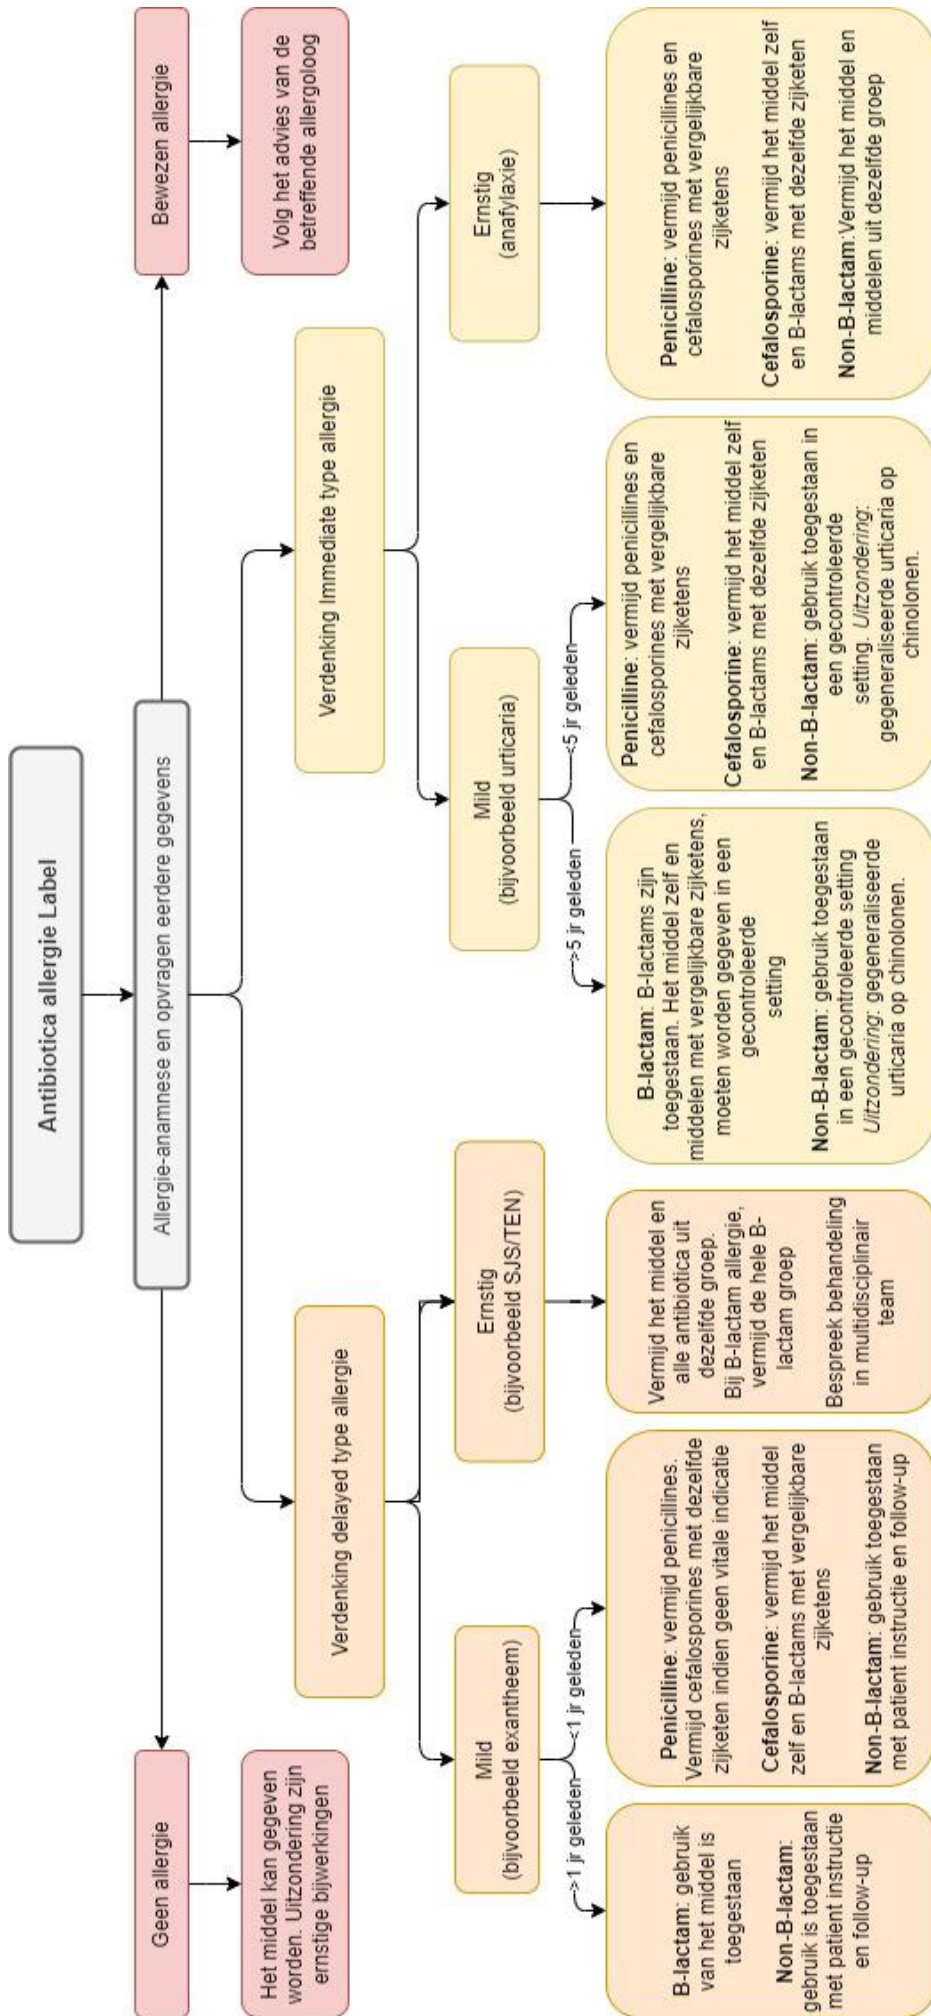 Antibiotica allergie Label
Allergie-anamnese en opvragen eerdere gegevens
Geen allergie
Het middel kan gegeven
worden. Uitzondering zijn
ernstige bijwerkingen
Bewezen allergie
Volg het advies van de
betreffende allergoloog
Verdenking delayed type allergie
Verdenking Immediate type allergie
Mild
(bijvoorbeeld exantheem)
Ernstig
(bijvoorbeeld SJS/TEN)
Mild
(bijvoorbeeld urticaria)
Ernstig
(anafylaxie)
>1 jr geleden
<1 jr geleden
>5 jr geleden
<5 jr geleden
B-lactam: gebruik
van het middel is
toegestaan
Non-B-lactam:
gebruik is toegestaan
met patient instructie
en follow-up
Penicilline: vermijd penicillines.
Vermijd cefalosporines met dezelfde
zijketen indien geen vitale indicatie
Cefalosporine: vermijd het middel
zelf en B-lactams met vergelijkbare
zijketens
Non-B-lactam: gebruik toegestaan
met patient instructie en follow-up
Vermijd het middel en
alle antibiotica uit
dezelfde groep.
Bij B-lactam allergie,
vermijd de hele B-
lactam groep
Bespreek behandeling
in multidisciplinair
team
B-lactam: B-lactams zijn
toegestaan. Het middel zelf en
middelen met vergelijkbare zijketens,
moeten worden gegeven in een
gecontroleerde
setting
Non-B-lactam: gebruik toegestaan
in een gecontroleerde setting
Uitzondering: gegeneraliseerde
urticaria op chinolonen.
Penicilline: vermijd penicillines en
cefalosporines met vergelijkbare
zijketens
Cefalosporine: vermijd het middel zelf
en B-lactams met dezelfde zijketen
Non-B-lactam: gebruik toegestaan in
een gecontroleerde
setting. Uitzondering:
gegeneraliseerde urticaria op
chinolonen.
Penicilline: vermijd penicillines en
cefalosporines met vergelijkbare
zijketens
Cefalosporine: vermijd het middel zelf
en B-lactams met dezelfde zijketen
Non-B-lactam:Vermijd het middel en
middelen uit dezelfde groep